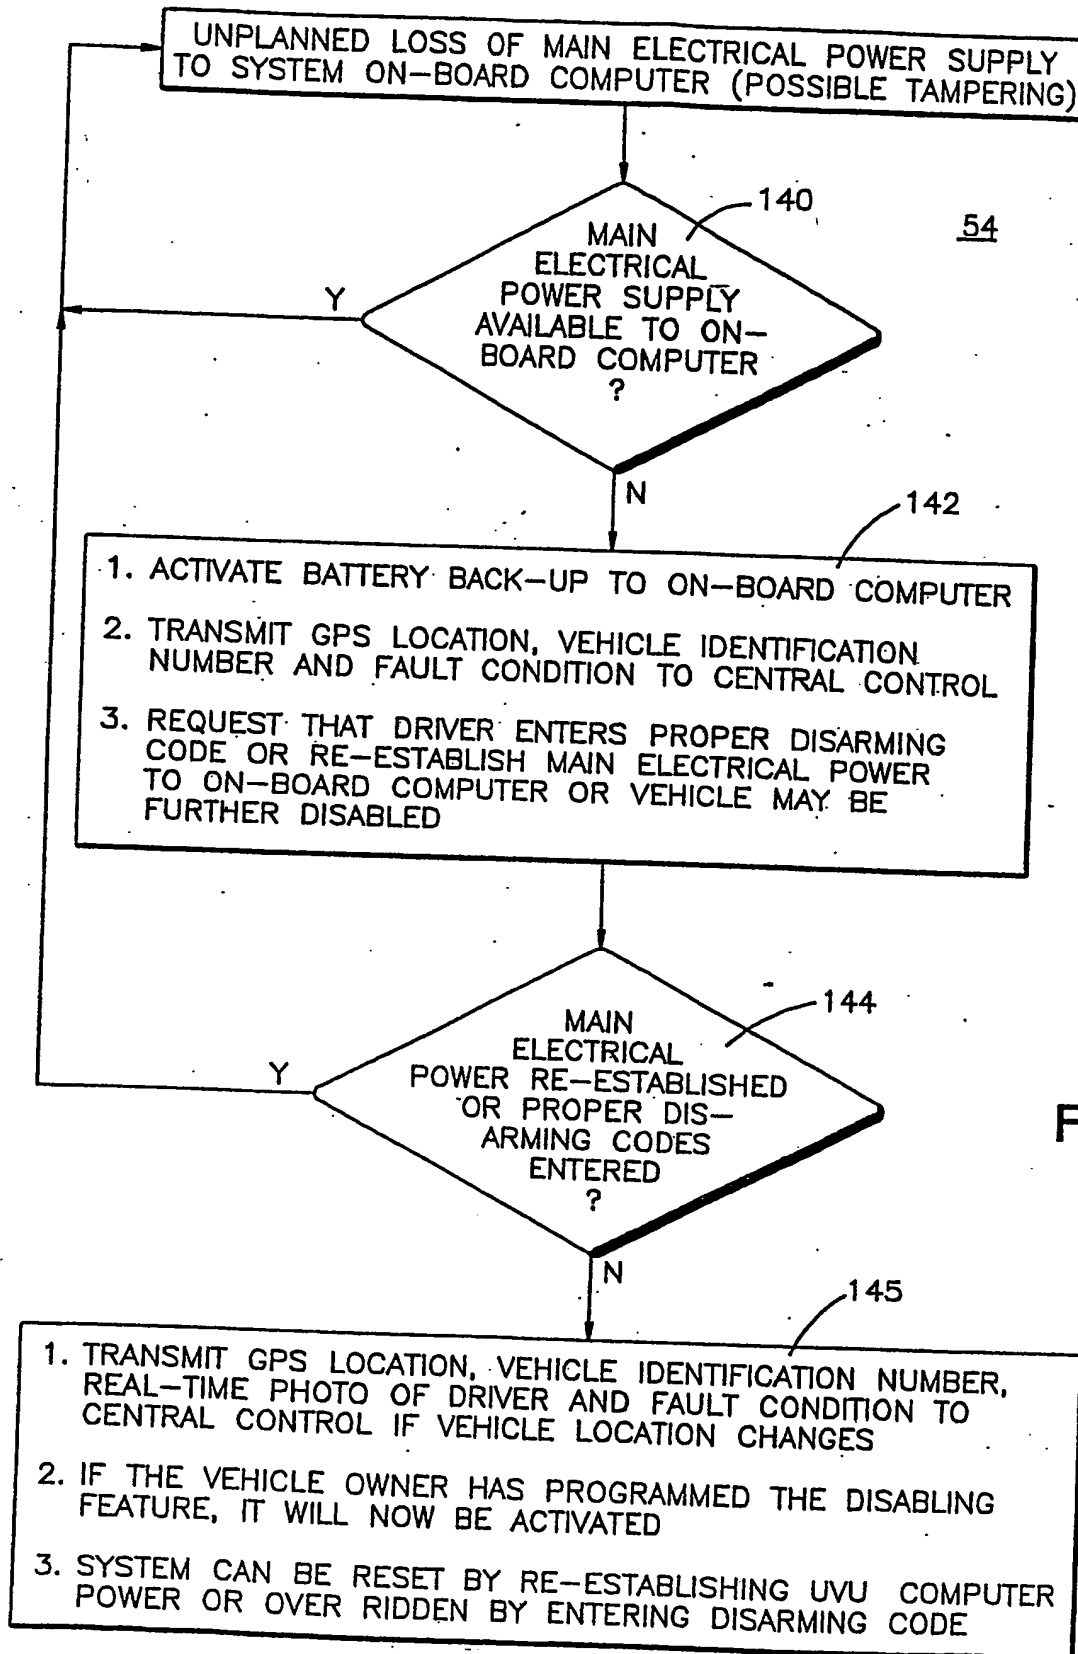 UNPLANNED LOSS OF MAIN ELECTRICAL POWER SUPPLY
TO SYSTEM ON-BOARD COMPUTER (POSSIBLE TAMPERING)
140
54
MAIN
ELECTRICAL
POWER SUPPLY
AVAILABLE TO ON-
BOARD COMPUTER
?
Y
N
142
1. ACTIVATE BATTERY BACK-UP TO ON-BOARD COMPUTER
2. TRANSMIT GPS LOCATION, VEHICLE IDENTIFICATION
NUMBER AND FAULT CONDITION TO CENTRAL CONTROL
3. REQUEST THAT DRIVER ENTERS PROPER DISARMING
CODE OR RE-ESTABLISH MAIN ELECTRICAL POWER
TO ON-BOARD COMPUTER OR VEHICLE MAY BE
FURTHER DISABLED
144
MAIN
ELECTRICAL
POWER RE-ESTABLISHED
OR PROPER DIS-
ARMING CODES
ENTERED
?
Y
F
N
145
1. TRANSMIT GPS LOCATION, VEHICLE IDENTIFICATION NUMBER,
REAL-TIME PHOTO OF DRIVER AND FAULT CONDITION TO
CENTRAL CONTROL IF VEHICLE LOCATION CHANGES
2. IF THE VEHICLE OWNER HAS PROGRAMMED THE DISABLING
FEATURE, IT WILL NOW BE ACTIVATED
3. SYSTEM CAN BE RESET BY RE-ESTABLISHING UVU COMPUTER
POWER OR OVER RIDDEN BY ENTERING DISARMING CODE